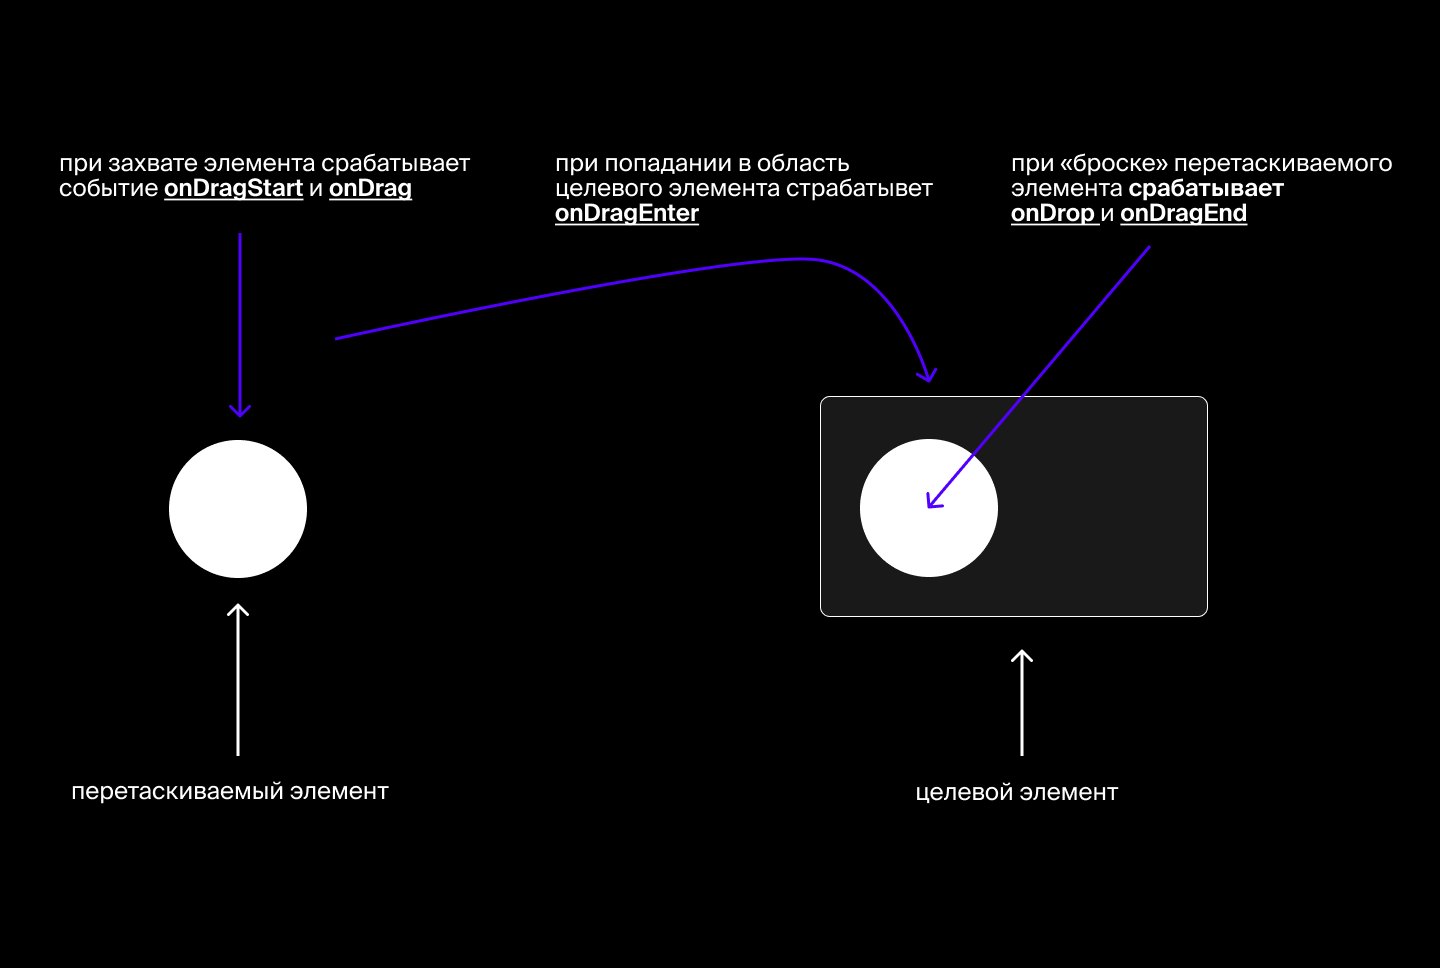 при захвате элемента срабатывает
событие onDragStart и onDrag
при попадании в область
целевого элемента страбатывет
onDragEnter
при «броске» перетаскиваемого
элемента срабатывает
onDrop и onDragEnd
перетаскиваемый элемент
целевой элемент